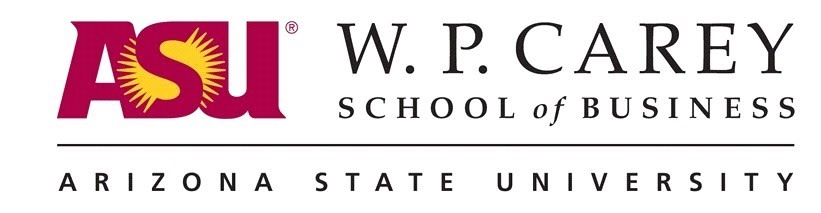 ASU® W. P. CAREY
SCHOOL of BUSINESS
ARIZONA STATE UNIVERSITY